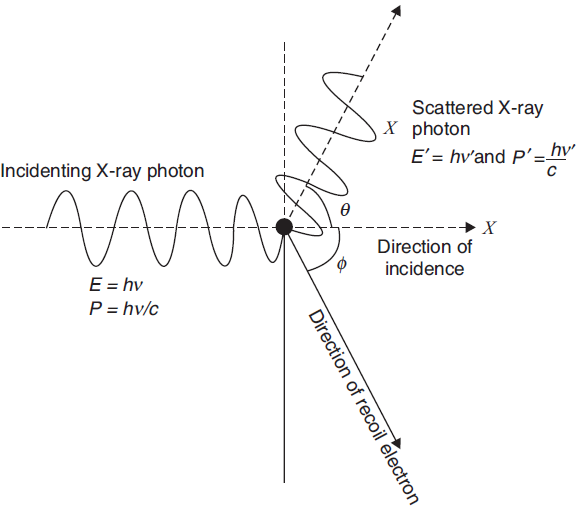 Scattered X-ray
photon
E′ = hν′and P′ = hν′/c
X
Incidenting X-ray photon
θ
X
Direction of
incidence
ϕ
E = hν
P = hν/c
Direction of recoil electron